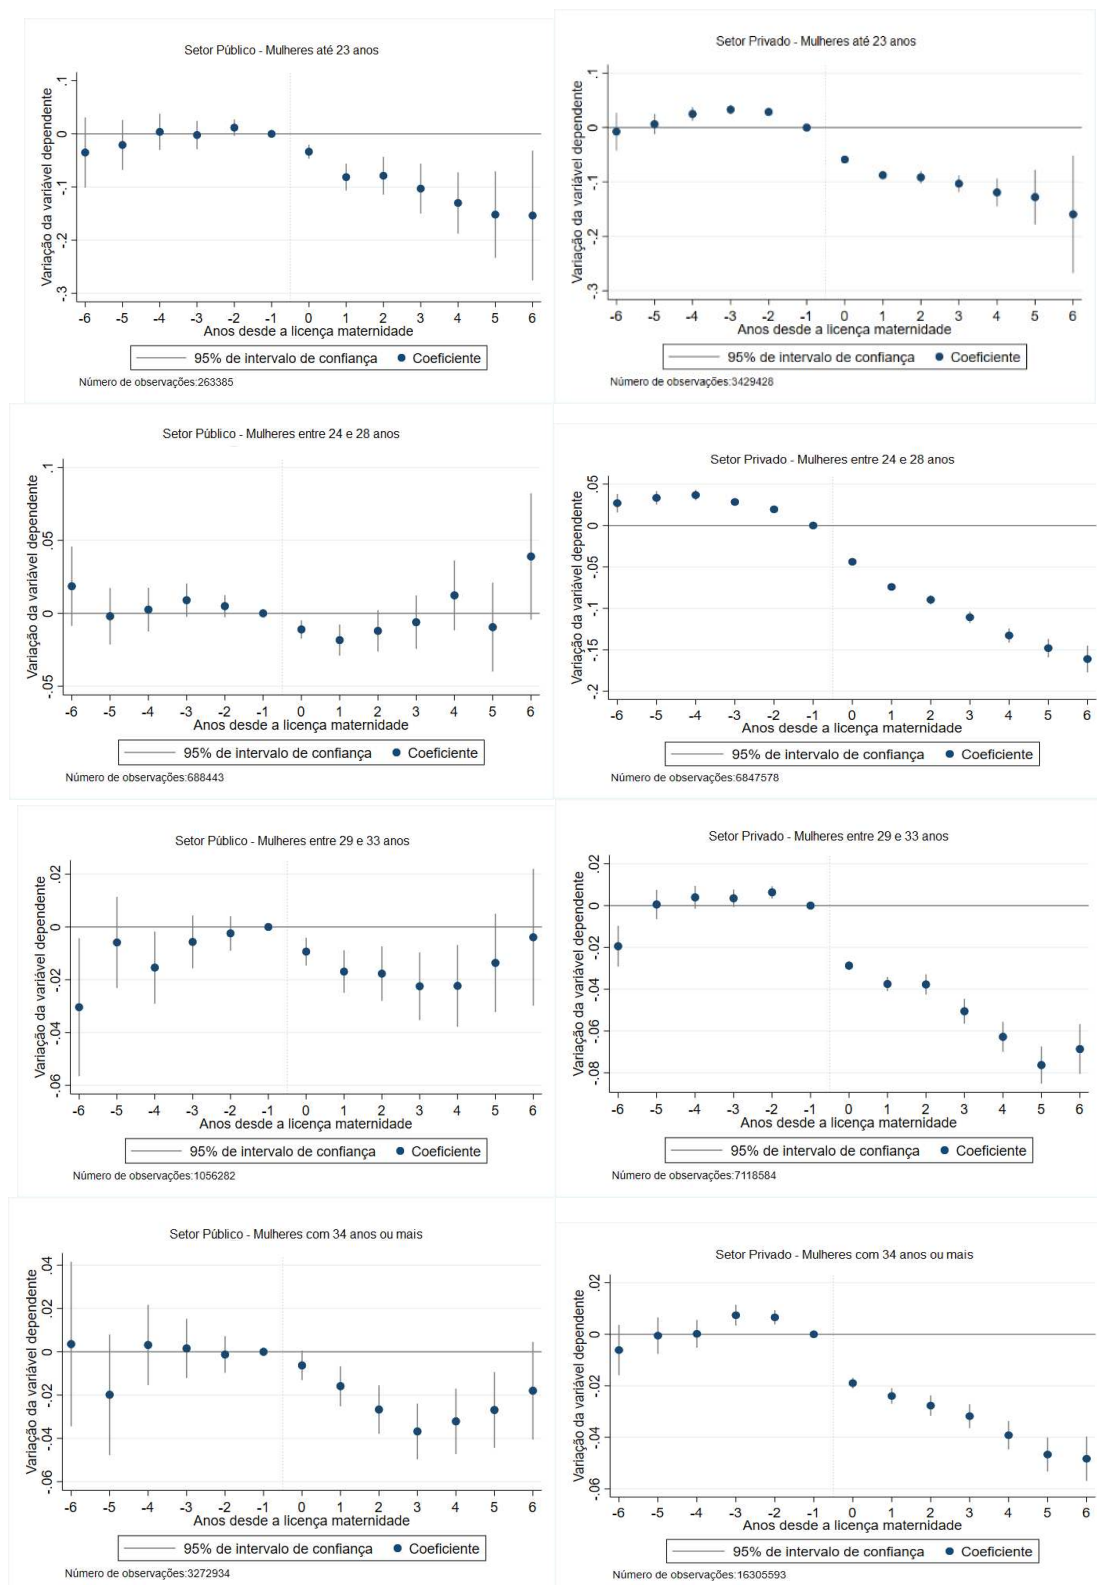 Setor Público - Mulheres até 23 anos
Variação da variável dependente
.1
0
-.1
-.2
-.3
-6 -5 -4 -3 -2 -1 0 1 2 3 4 5 6
Anos desde a licença maternidade
95% de intervalo de confiança Coeficiente
Número de observações:263385
Setor Privado - Mulheres até 23 anos
Variação da variável dependente
.1
0
-.1
-.2
-.3
-6 -5 -4 -3 -2 -1 0 1 2 3 4 5 6
Anos desde a licença maternidade
95% de intervalo de confiança Coeficiente
Número de observações:3429428
Setor Público - Mulheres entre 24 e 28 anos
Variação da variável dependente
.1
.05
0
-.05
-6 -5 -4 -3 -2 -1 0 1 2 3 4 5 6
Anos desde a licença maternidade
95% de intervalo de confiança Coeficiente
Número de observações:688443
Setor Privado - Mulheres entre 24 e 28 anos
Variação da variável dependente
.05
0
-.05
-.1
-.15
-.2
-6 -5 -4 -3 -2 -1 0 1 2 3 4 5 6
Anos desde a licença maternidade
95% de intervalo de confiança Coeficiente
Número de observações:6847578
Setor Público - Mulheres entre 29 e 33 anos
Variação da variável dependente
.02
0
-.02
-.04
-.06
-6 -5 -4 -3 -2 -1 0 1 2 3 4 5 6
Anos desde a licença maternidade
95% de intervalo de confiança Coeficiente
Número de observações:1056282
Setor Privado - Mulheres entre 29 e 33 anos
Variação da variável dependente
.02
0
-.02
-.04
-.06
-.08
-6 -5 -4 -3 -2 -1 0 1 2 3 4 5 6
Anos desde a licença maternidade
95% de intervalo de confiança Coeficiente
Número de observações:7118584
Setor Público - Mulheres com 34 anos ou mais
Variação da variável dependente
.04
.02
0
-.02
-.04
-.06
-6 -5 -4 -3 -2 -1 0 1 2 3 4 5 6
Anos desde a licença maternidade
95% de intervalo de confiança Coeficiente
Número de observações:3272934
Setor Privado - Mulheres com 34 anos ou mais
Variação da variável dependente
.02
0
-.02
-.04
-.06
-6 -5 -4 -3 -2 -1 0 1 2 3 4 5 6
Anos desde a licença maternidade
95% de intervalo de confiança Coeficiente
Número de observações:16305593